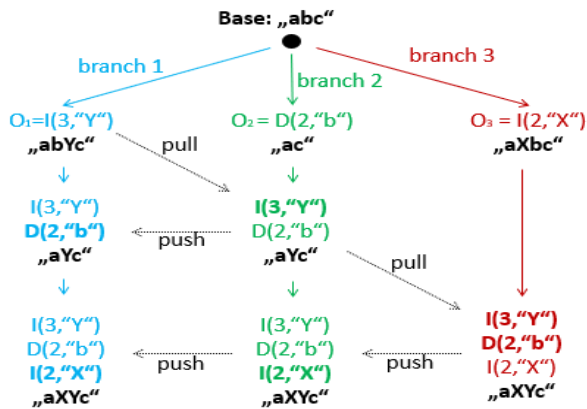 Base: „abc“
branch 1
branch 2
branch 3
O₁=I(3,“Y“)
O₂ = D(2,“b“)
O₃ = I(2,“X“)
„abYc“
pull
„ac“
„aXbc“
I(3,“Y“)
I(3,“Y“)
D(2,“b“)
push
D(2,“b“)
„aYc“
„aYc“
pull
I(3,“Y“)
I(3,“Y“)
I(3,“Y“)
D(2,“b“)
D(2,“b“)
D(2,“b“)
I(2,“X“)
push
I(2,“X“)
push
I(2,“X“)
„aXYc“
„aXYc“
„aXYc“